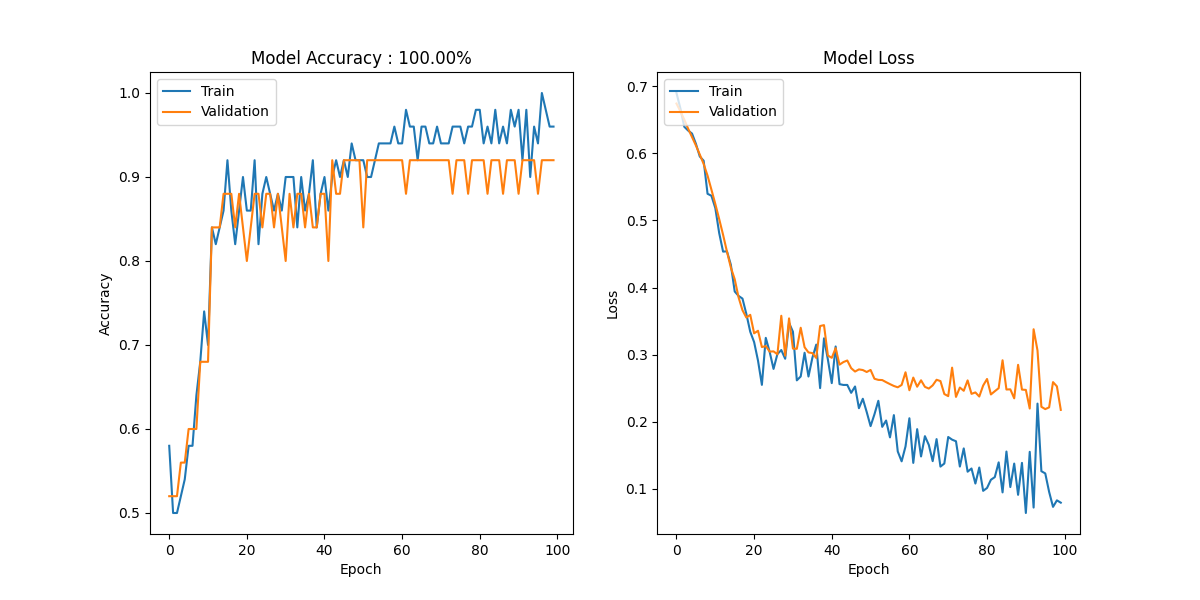 Model Accuracy : 100.00%
Train
Validation
1.0
0.9
0.8
0.7
0.6
0.5
Accuracy
0 20 40 60 80 100
Epoch
Model Loss
Train
Validation
0.7
0.6
0.5
0.4
0.3
0.2
0.1
Loss
0 20 40 60 80 100
Epoch